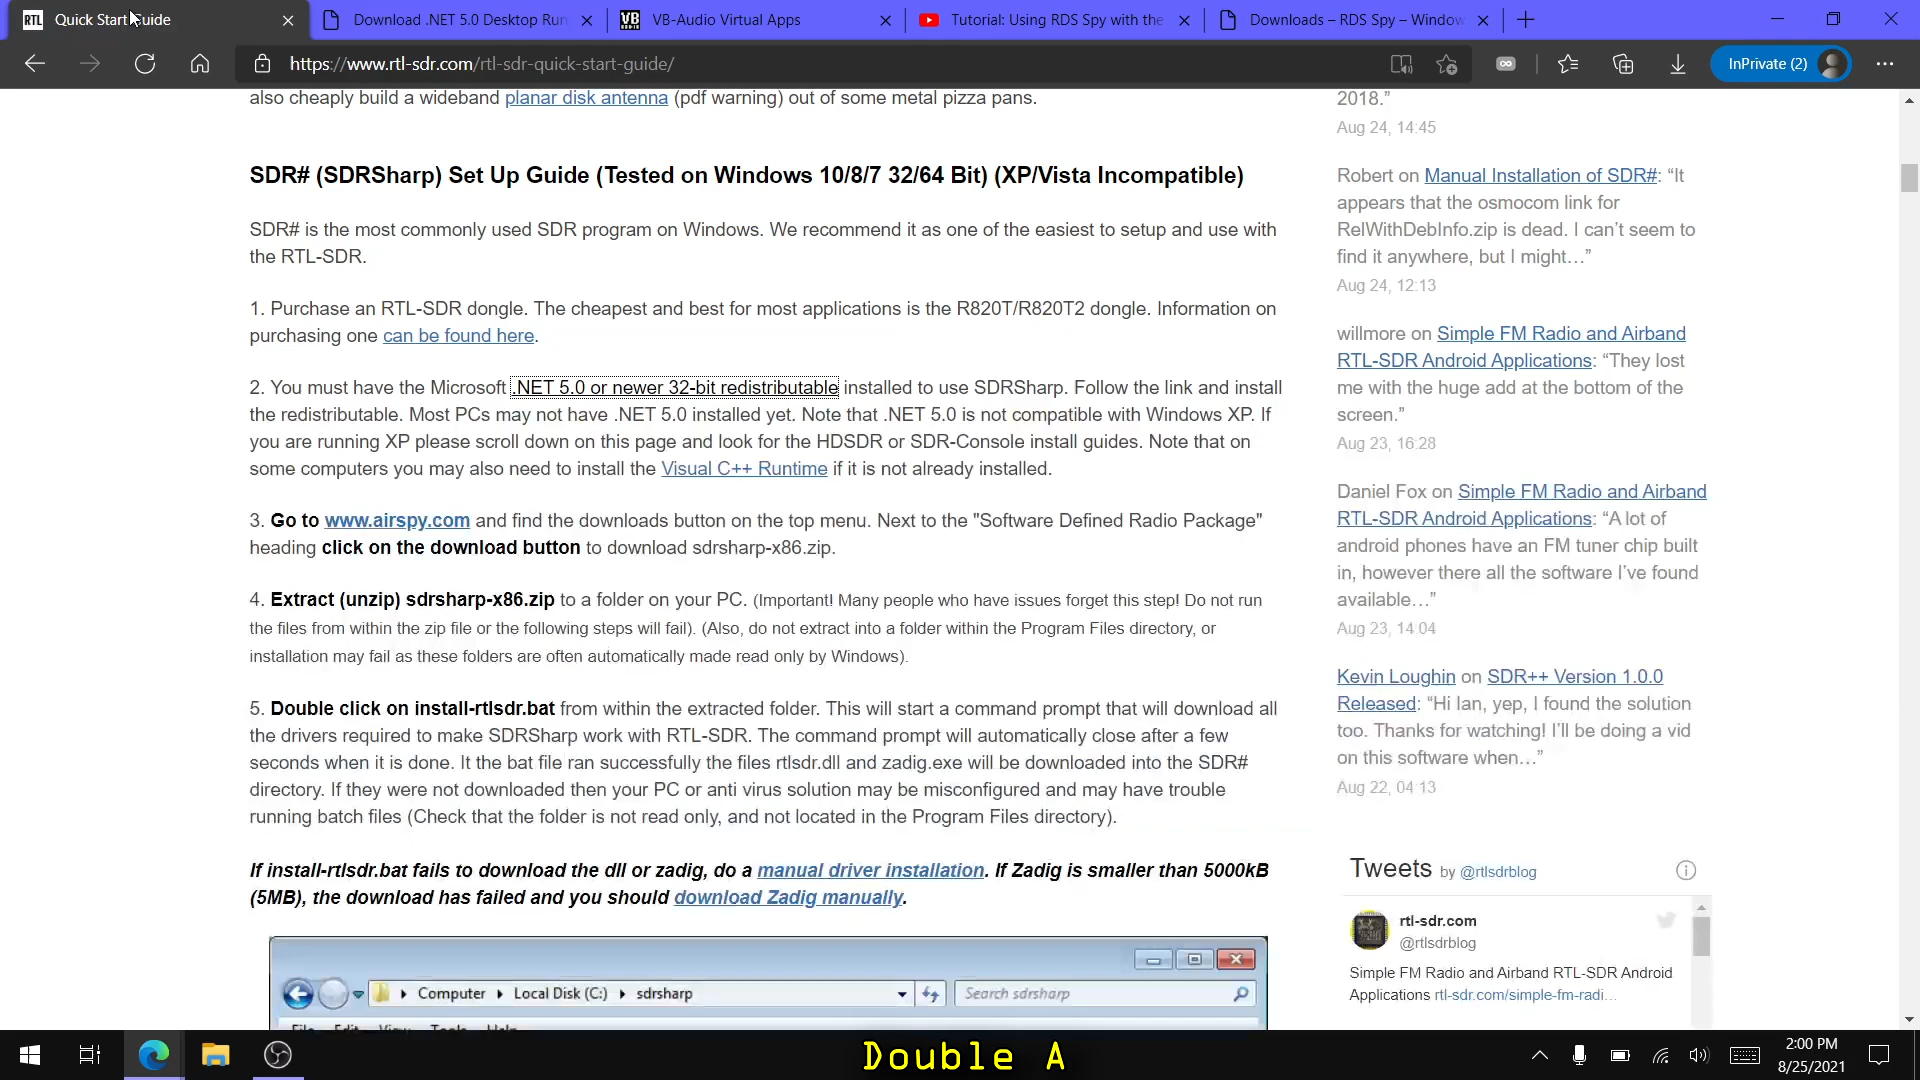 RTL Quick Start Guide
Download .NET 5.0 Desktop Run
VB VB-Audio Virtual Apps
Tutorial: Using RDS Spy with the
Downloads – RDS Spy – Window
https://www.rtl-sdr.com/rtl-sdr-quick-start-guide/
InPrivate (2)
also cheaply build a wideband planar disk antenna (pdf warning) out of some metal pizza pans.
SDR# (SDRSharp) Set Up Guide (Tested on Windows 10/8/7 32/64 Bit) (XP/Vista Incompatible)
SDR# is the most commonly used SDR program on Windows. We recommend it as one of the easiest to setup and use with
the RTL-SDR.
1. Purchase an RTL-SDR dongle. The cheapest and best for most applications is the R820T/R820T2 dongle. Information on
purchasing one can be found here.
2. You must have the Microsoft .NET 5.0 or newer 32-bit redistributable installed to use SDRSharp. Follow the link and install
the redistributable. Most PCs may not have .NET 5.0 installed yet. Note that .NET 5.0 is not compatible with Windows XP. If
you are running XP please scroll down on this page and look for the HDSDR or SDR-Console install guides. Note that on
some computers you may also need to install the Visual C++ Runtime if it is not already installed.
3. Go to www.airspy.com and find the downloads button on the top menu. Next to the "Software Defined Radio Package"
heading click on the download button to download sdrsharp-x86.zip.
4. Extract (unzip) sdrsharp-x86.zip to a folder on your PC. (Important! Many people who have issues forget this step! Do not run
the files from within the zip file or the following steps will fail). (Also, do not extract into a folder within the Program Files directory, or
installation may fail as these folders are often automatically made read only by Windows).
5. Double click on install-rtlsdr.bat from within the extracted folder. This will start a command prompt that will download all
the drivers required to make SDRSharp work with RTL-SDR. The command prompt will automatically close after a few
seconds when it is done. It the bat file ran successfully the files rtlsdr.dll and zadig.exe will be downloaded into the SDR#
directory. If they were not downloaded then your PC or anti virus solution may be misconfigured and may have trouble
running batch files (Check that the folder is not read only, and not located in the Program Files directory).
If install-rtlsdr.bat fails to download the dll or zadig, do a manual driver installation. If Zadig is smaller than 5000kB
(5MB), the download has failed and you should download Zadig manually.
Computer Local Disk (C:) sdrsharp Search sdrsharp
File Edit View Tools Help
2018.”
Aug 24, 14:45
Robert on Manual Installation of SDR#: “It
appears that the osmocom link for
RelWithDebInfo.zip is dead. I can’t seem to
find it anywhere, but I might…”
Aug 24, 12:13
willmore on Simple FM Radio and Airband
RTL-SDR Android Applications: “They lost
me with the huge add at the bottom of the
screen.”
Aug 23, 16:28
Daniel Fox on Simple FM Radio and Airband
RTL-SDR Android Applications: “A lot of
android phones have an FM tuner chip built
in, however there all the software I’ve found
available…”
Aug 23, 14:04
Kevin Loughin on SDR++ Version 1.0.0
Released: “Hi Ian, yep, I found the solution
too. Thanks for watching! I’ll be doing a vid
on this software when…”
Aug 22, 04:13
Tweets by @rtlsdrblog
rtl-sdr.com
@rtlsdrblog
Simple FM Radio and Airband RTL-SDR Android
Applications rtl-sdr.com/simple-fm-radi…
Double A
2:00 PM
8/25/2021